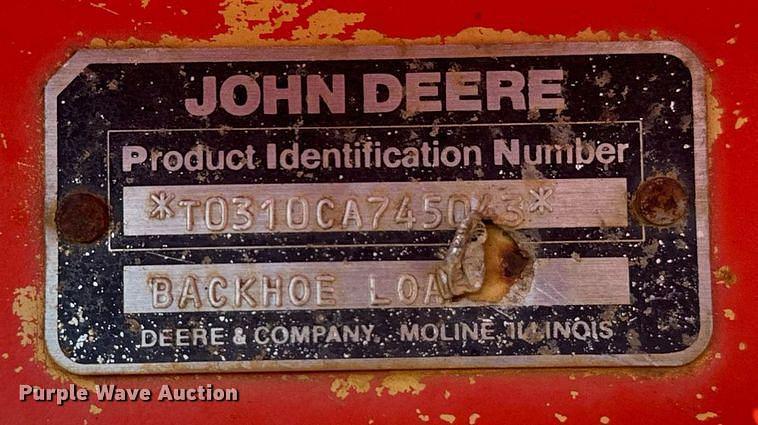 JOHN DEERE
Product Identification Number
*T0310CA745043*
BACKHOE LOA
DEERE & COMPANY, MOLINE, ILLINOIS
Purple Wave Auction